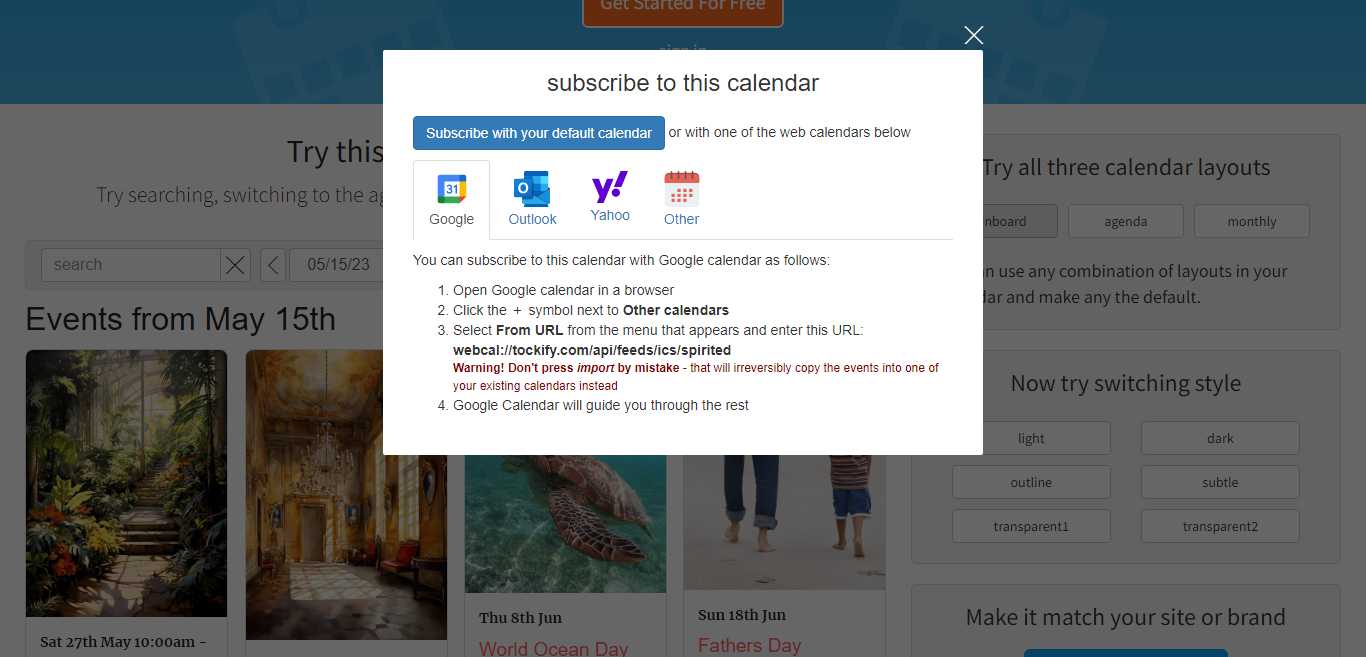 Get Started For Free
subscribe to this calendar
Subscribe with your default calendar or with one of the web calendars below
31
Google
Outlook
Yahoo
Other
You can subscribe to this calendar with Google calendar as follows:
1. Open Google calendar in a browser
2. Click the + symbol next to Other calendars
3. Select From URL from the menu that appears and enter this URL:
webcal://tockify.com/api/feeds/ics/spirited
Warning! Don't press import by mistake - that will irreversibly copy the events into one of
your existing calendars instead
4. Google Calendar will guide you through the rest
Try this
Try searching, switching to the ag
search
05/15/23
Events from May 15th
Sat 27th May 10:00am -
Thu 8th Jun
World Ocean Day
Sun 18th Jun
Fathers Day
Try all three calendar layouts
nboard
agenda
monthly
n use any combination of layouts in your
dar and make any the default.
Now try switching style
light
dark
outline
subtle
transparent1
transparent2
Make it match your site or brand